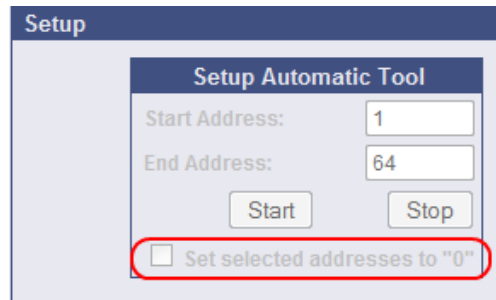 Setup
Setup Automatic Tool
Start Address: 1
End Address: 64
Start Stop
Set selected addresses to "0"